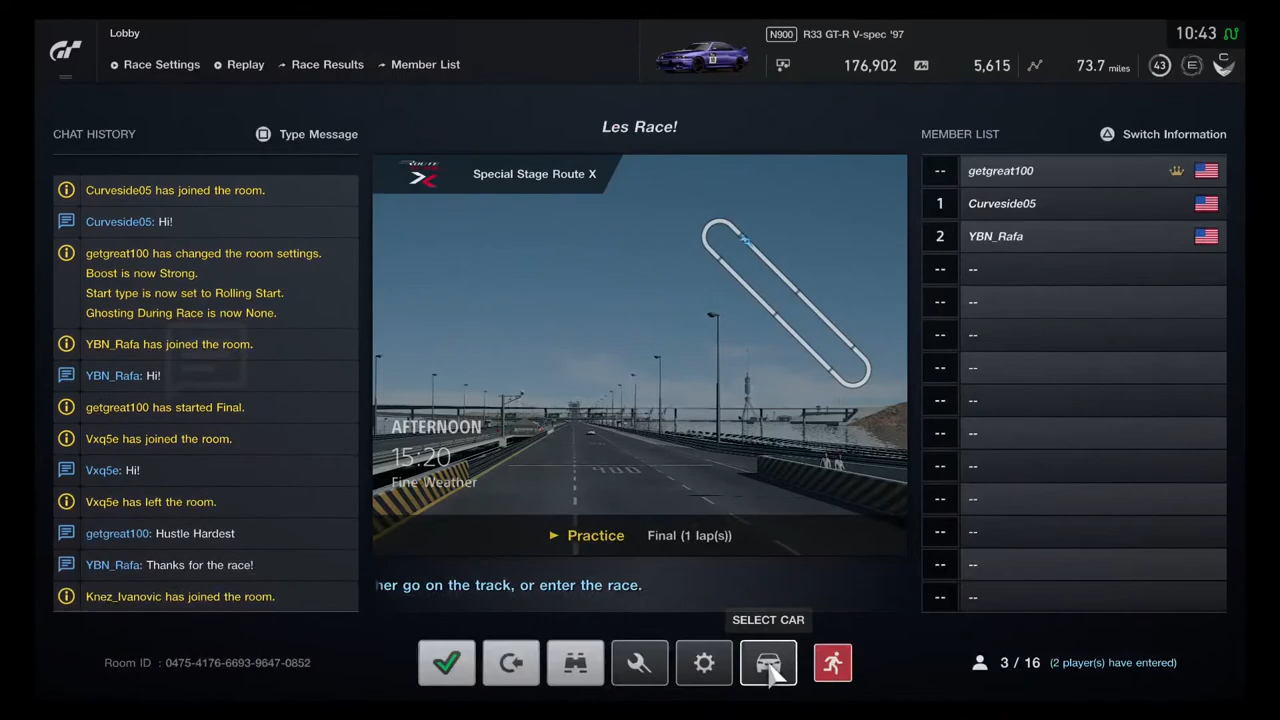 Lobby
Race Settings
Replay
Race Results
Member List
N900
R33 GT-R V-spec '97
10:43
176,902
5,615
73.7 miles
43
E
C
CHAT HISTORY
Type Message
Les Race!
MEMBER LIST
Switch Information
Curveside05 has joined the room.
Curveside05: Hi!
getgreat100 has changed the room settings.
Boost is now Strong.
Start type is now set to Rolling Start.
Ghosting During Race is now None.
YBN_Rafa has joined the room.
YBN_Rafa: Hi!
getgreat100 has started Final.
Vxq5e has joined the room.
Vxq5e: Hi!
Vxq5e has left the room.
getgreat100: Hustle Hardest
YBN_Rafa: Thanks for the race!
Knez_Ivanovic has joined the room.
ROUTE X
Special Stage Route X
AFTERNOON
15:20
Fine Weather
400
Practice
Final (1 lap(s))
her go on the track, or enter the race.
-- getgreat100
1 Curveside05
2 YBN_Rafa
-- --
-- --
-- --
-- --
-- --
-- --
-- --
-- --
-- --
-- --
-- --
SELECT CAR
Room ID : 0475-4176-6693-9647-0852
3 / 16 (2 player(s) have entered)